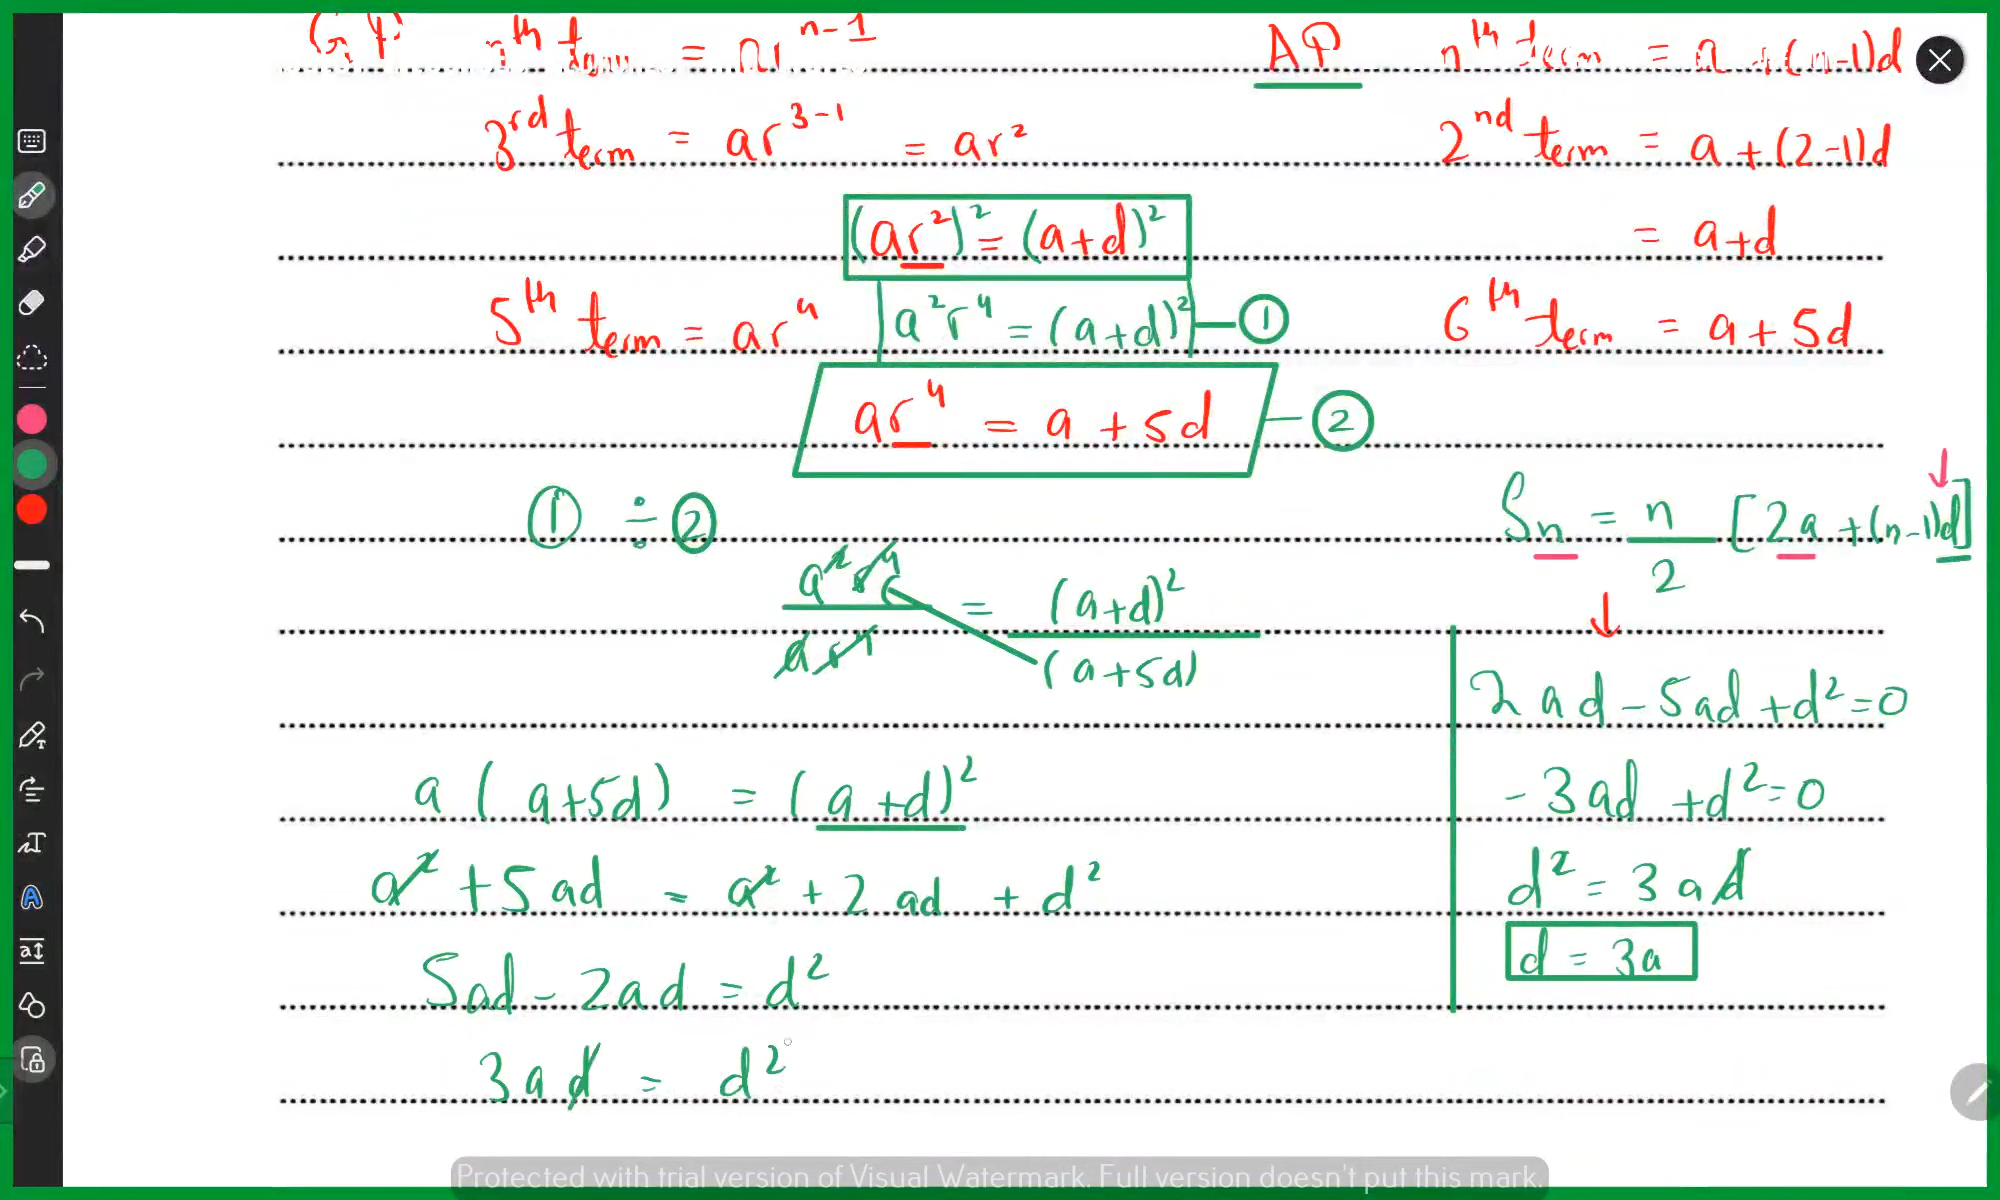 nth term = ar^n-1
AP nth term = a + (n-1)d
3rd term = ar^3-1 = ar²
2nd term = a + (2-1)d
(ar²)² = (a+d)²
= a+d
5th term = ar⁴
a²r⁴ = (a+d)² — ①
6th term = a + 5d
ar⁴ = a + 5d — ②
① ÷ ②
Sn = n/2 [2a + (n-1)d]
a²r⁴/ar⁴ = (a+d)²/(a+5d)
a (a+5d) = (a+d)²
a² + 5ad = a² + 2ad + d²
5ad - 2ad = d²
3ad = d²
2ad - 5ad + d² = 0
-3ad + d² = 0
d² = 3ad
d = 3a
Protected with trial version of Visual Watermark. Full version doesn't put this mark.